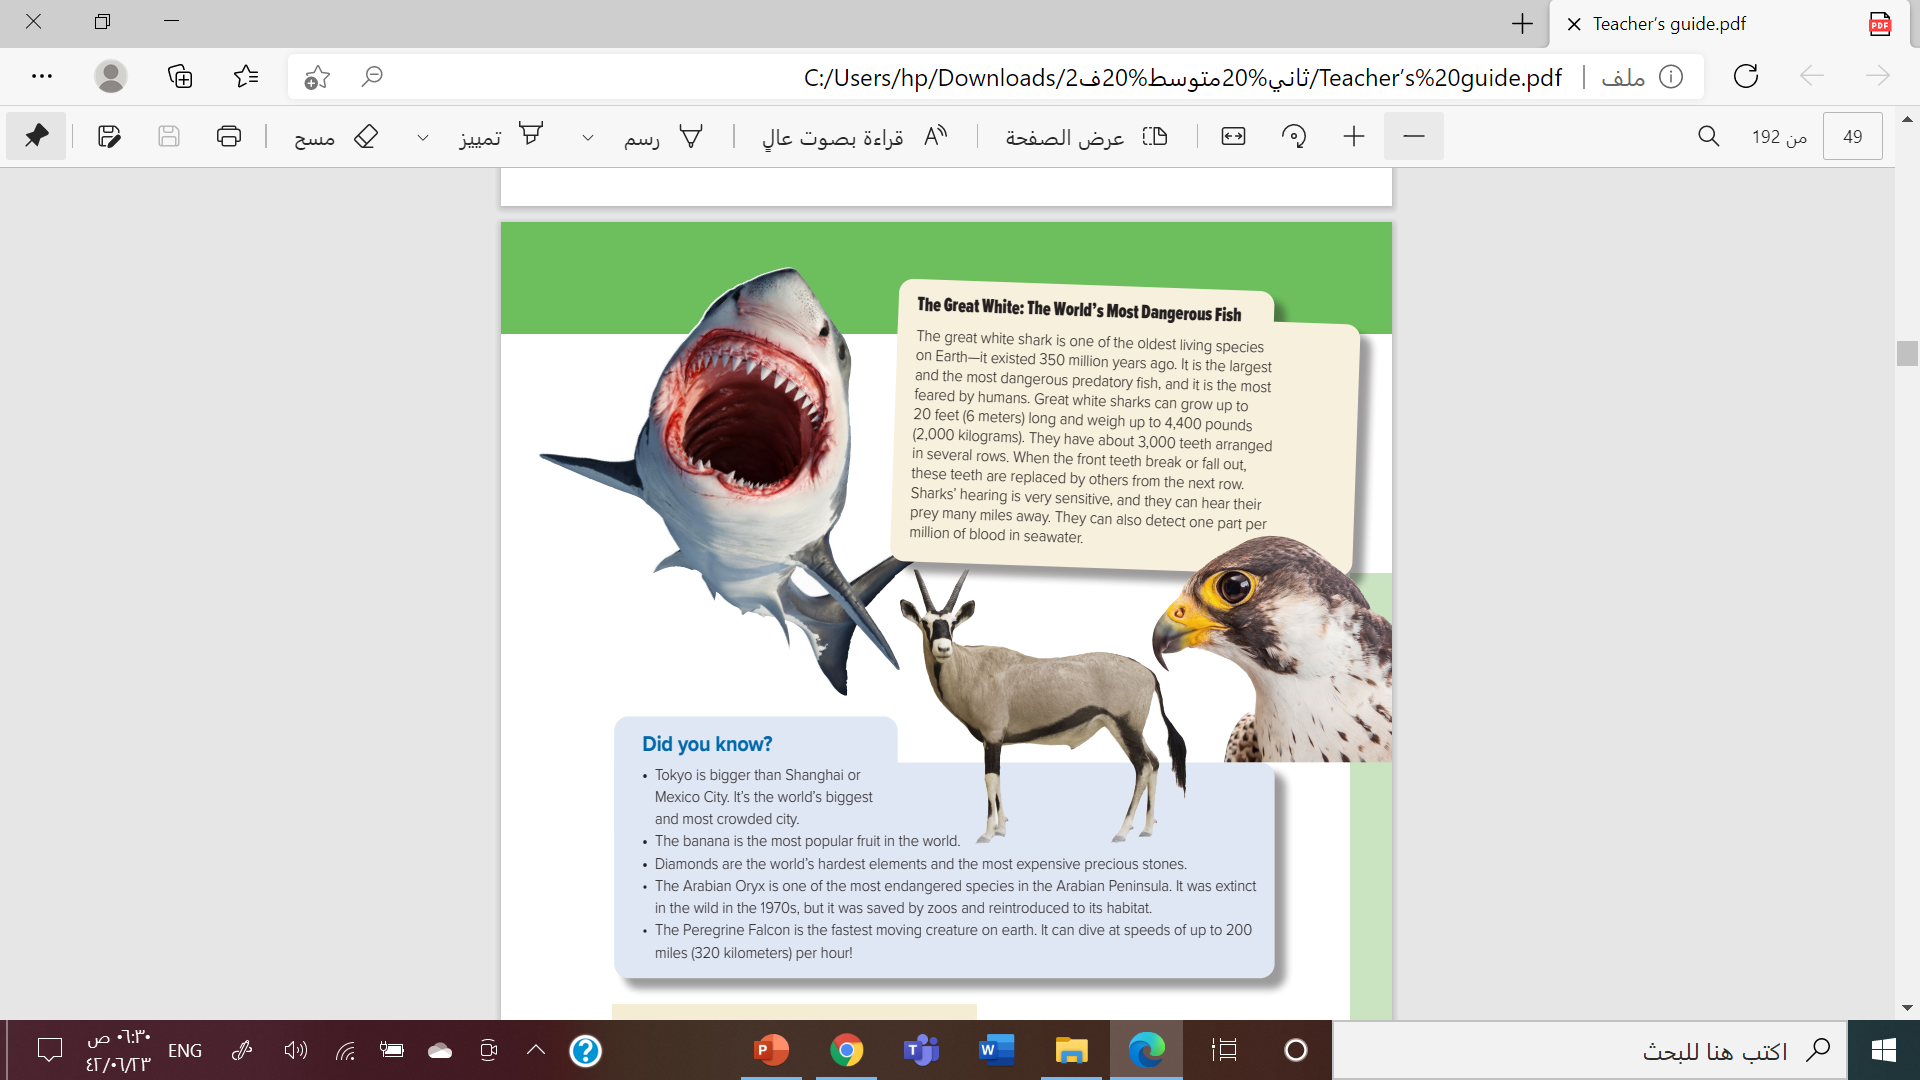 Teacher's guide.pdf
C:/Users/hp/Downloads/2ثاني%20متوسط%20ف/Teacher's%20guide.pdf
ملف
49
من 192
عرض الصفحة
قراءة بصوت عالٍ
رسم
تمييز
مسح
The Great White: The World's Most Dangerous Fish
The great white shark is one of the oldest living species
on Earth—it existed 350 million years ago. It is the largest
and the most dangerous predatory fish, and it is the most
feared by humans. Great white sharks can grow up to
20 feet (6 meters) long and weigh up to 4,400 pounds
(2,000 kilograms). They have about 3,000 teeth arranged
in several rows. When the front teeth break or fall out,
these teeth are replaced by others from the next row.
Sharks' hearing is very sensitive, and they can hear their
prey many miles away. They can also detect one part per
million of blood in seawater.
Did you know?
• Tokyo is bigger than Shanghai or
Mexico City. It's the world's biggest
and most crowded city.
• The banana is the most popular fruit in the world.
• Diamonds are the world's hardest elements and the most expensive precious stones.
• The Arabian Oryx is one of the most endangered species in the Arabian Peninsula. It was extinct
in the wild in the 1970s, but it was saved by zoos and reintroduced to its habitat.
• The Peregrine Falcon is the fastest moving creature on earth. It can dive at speeds of up to 200
miles (320 kilometers) per hour!
اكتب هنا للبحث
ENG
٠٦:٣٠ ص
٤٢/٠٦/٢٣